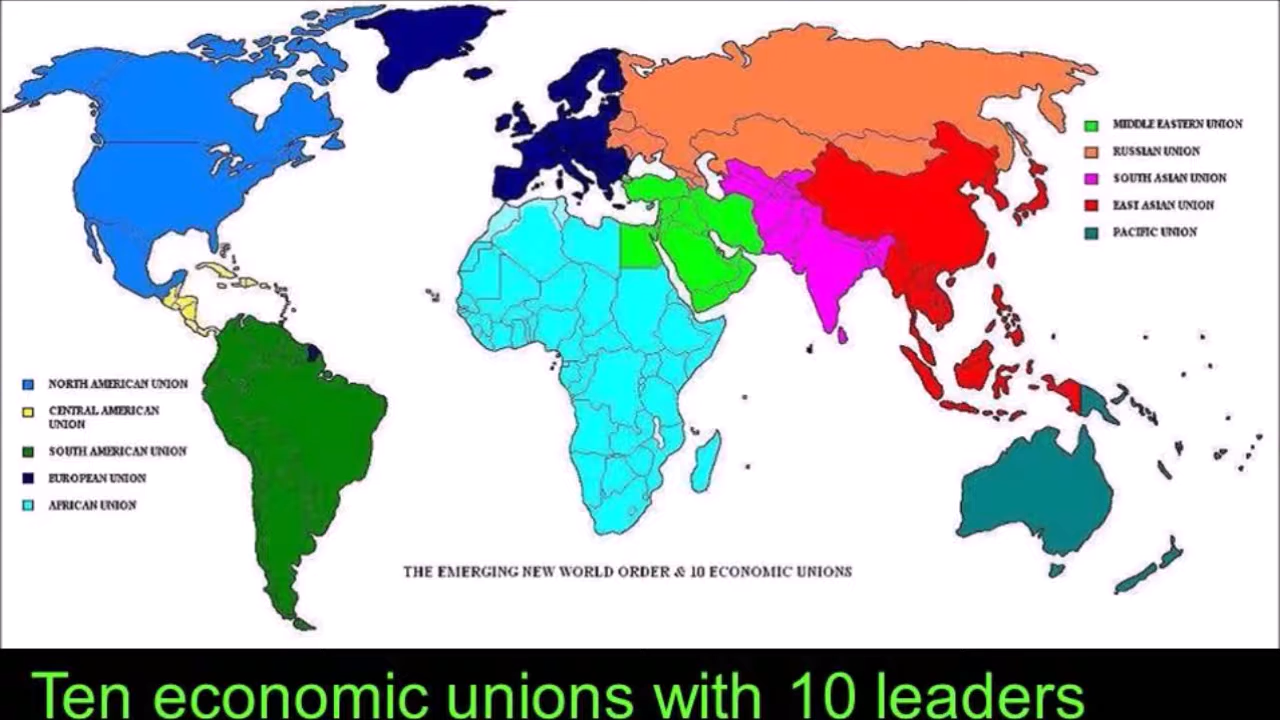 MIDDLE EASTERN UNION
RUSSIAN UNION
SOUTH ASIAN UNION
EAST ASIAN UNION
PACIFIC UNION
NORTH AMERICAN UNION
CENTRAL AMERICAN
UNION
SOUTH AMERICAN UNION
EUROPEAN UNION
AFRICAN UNION
THE EMERGING NEW WORLD ORDER & 10 ECONOMIC UNIONS
Ten economic unions with 10 leaders